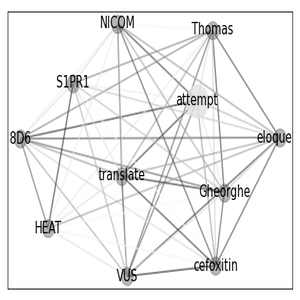 NICOM
Thomas
S1PR1
attempt
8D6
eloque
translate
Gheorghe
HEAT
cefoxitin
VUS